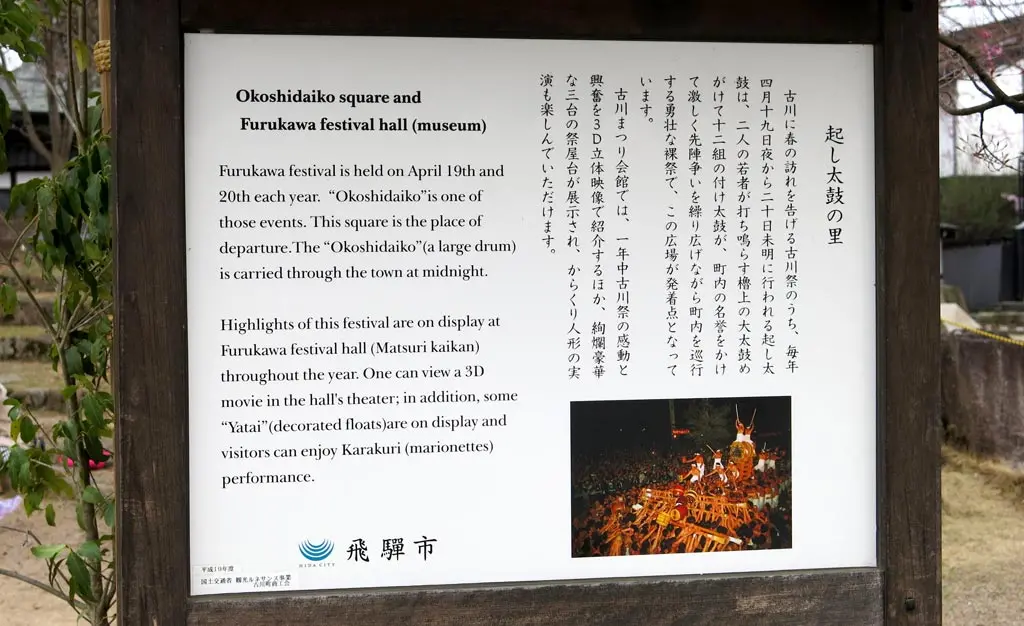 Okoshidaiko square and
Furukawa festival hall (museum)
Furukawa festival is held on April 19th and
20th each year. “Okoshidaiko”is one of
those events. This square is the place of
departure.The “Okoshidaiko”(a large drum)
is carried through the town at midnight.
Highlights of this festival are on display at
Furukawa festival hall (Matsuri kaikan)
throughout the year. One can view a 3D
movie in the hall's theater; in addition, some
“Yatai”(decorated floats)are on display and
visitors can enjoy Karakuri (marionettes)
performance.
起し太鼓の里
古川に春の訪れを告げる古川祭のうち、毎年
四月十九日夜から二十日未明に行われる起し太
鼓は、二人の若者が打ち鳴らす櫓上の大太鼓め
がけて十二組の付け太鼓が、町内の名誉をかけ
て激しく先陣争いを繰り広げながら町内を巡行
する勇壮な裸祭で、この広場が発着点となって
います。
古川まつり会館では、一年中古川祭の感動と
興奮を3D立体映像で紹介するほか、絢爛豪華
な三台の祭屋台が展示され、からくり人形の実
演も楽しんでいただけます。
HIDA CITY
飛騨市
平成19年度
国土交通省 観光ルネサンス事業
古川町商工会